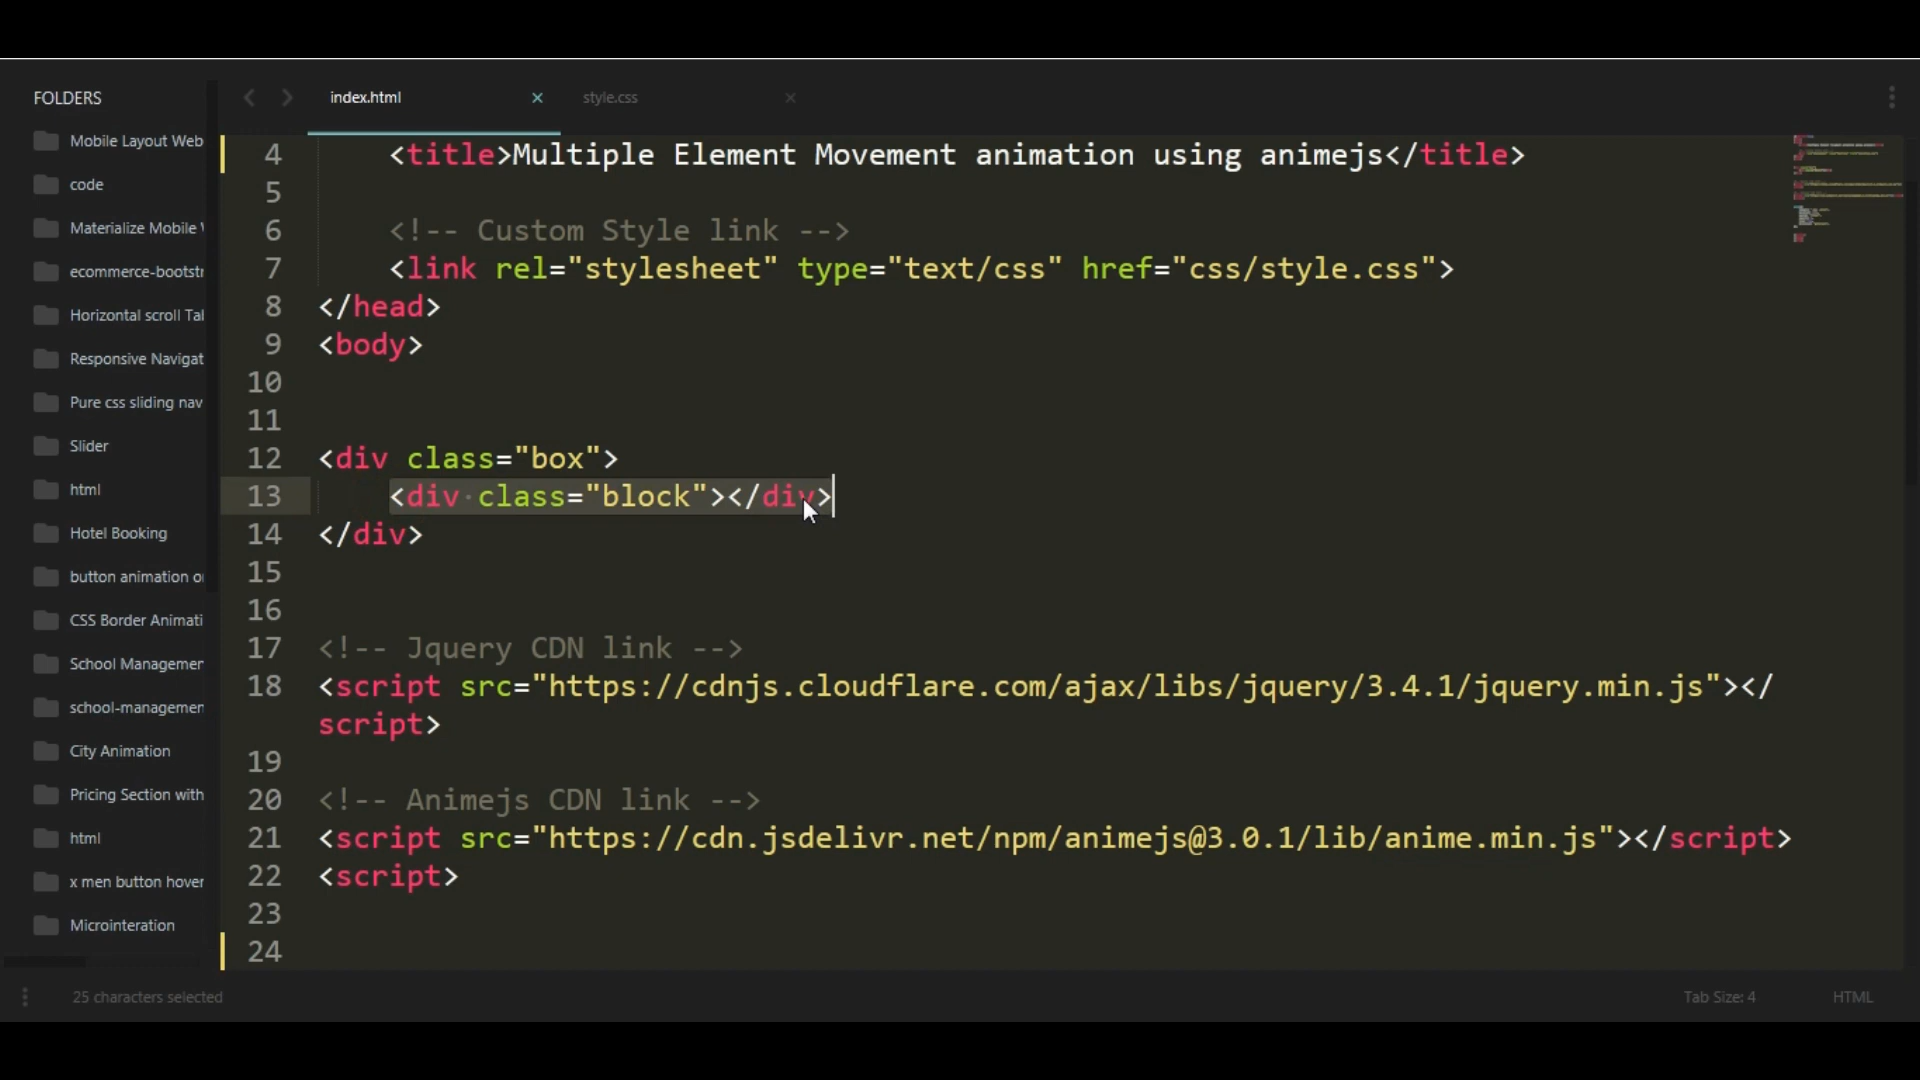 FOLDERS
Mobile Layout Web
code
Materialize Mobile
ecommerce-bootstr
Horizontal scroll Tal
Responsive Navigat
Pure css sliding nav
Slider
html
Hotel Booking
button animation o
CSS Border Animati
School Managemen
school-managemen
City Animation
Pricing Section with
html
x men button hover
Microinteration
index.html
style.css
4 <title>Multiple Element Movement animation using animejs</title>
5
6 <!-- Custom Style link -->
7 <link rel="stylesheet" type="text/css" href="css/style.css">
8 </head>
9 <body>
10
11
12 <div class="box">
13 <div class="block"></div>
14 </div>
15
16
17 <!-- Jquery CDN link -->
18 <script src="https://cdnjs.cloudflare.com/ajax/libs/jquery/3.4.1/jquery.min.js"></
script>
19
20 <!-- Animejs CDN link -->
21 <script src="https://cdn.jsdelivr.net/npm/animejs@3.0.1/lib/anime.min.js"></script>
22 <script>
23
24
25 characters selected
Tab Size: 4
HTML